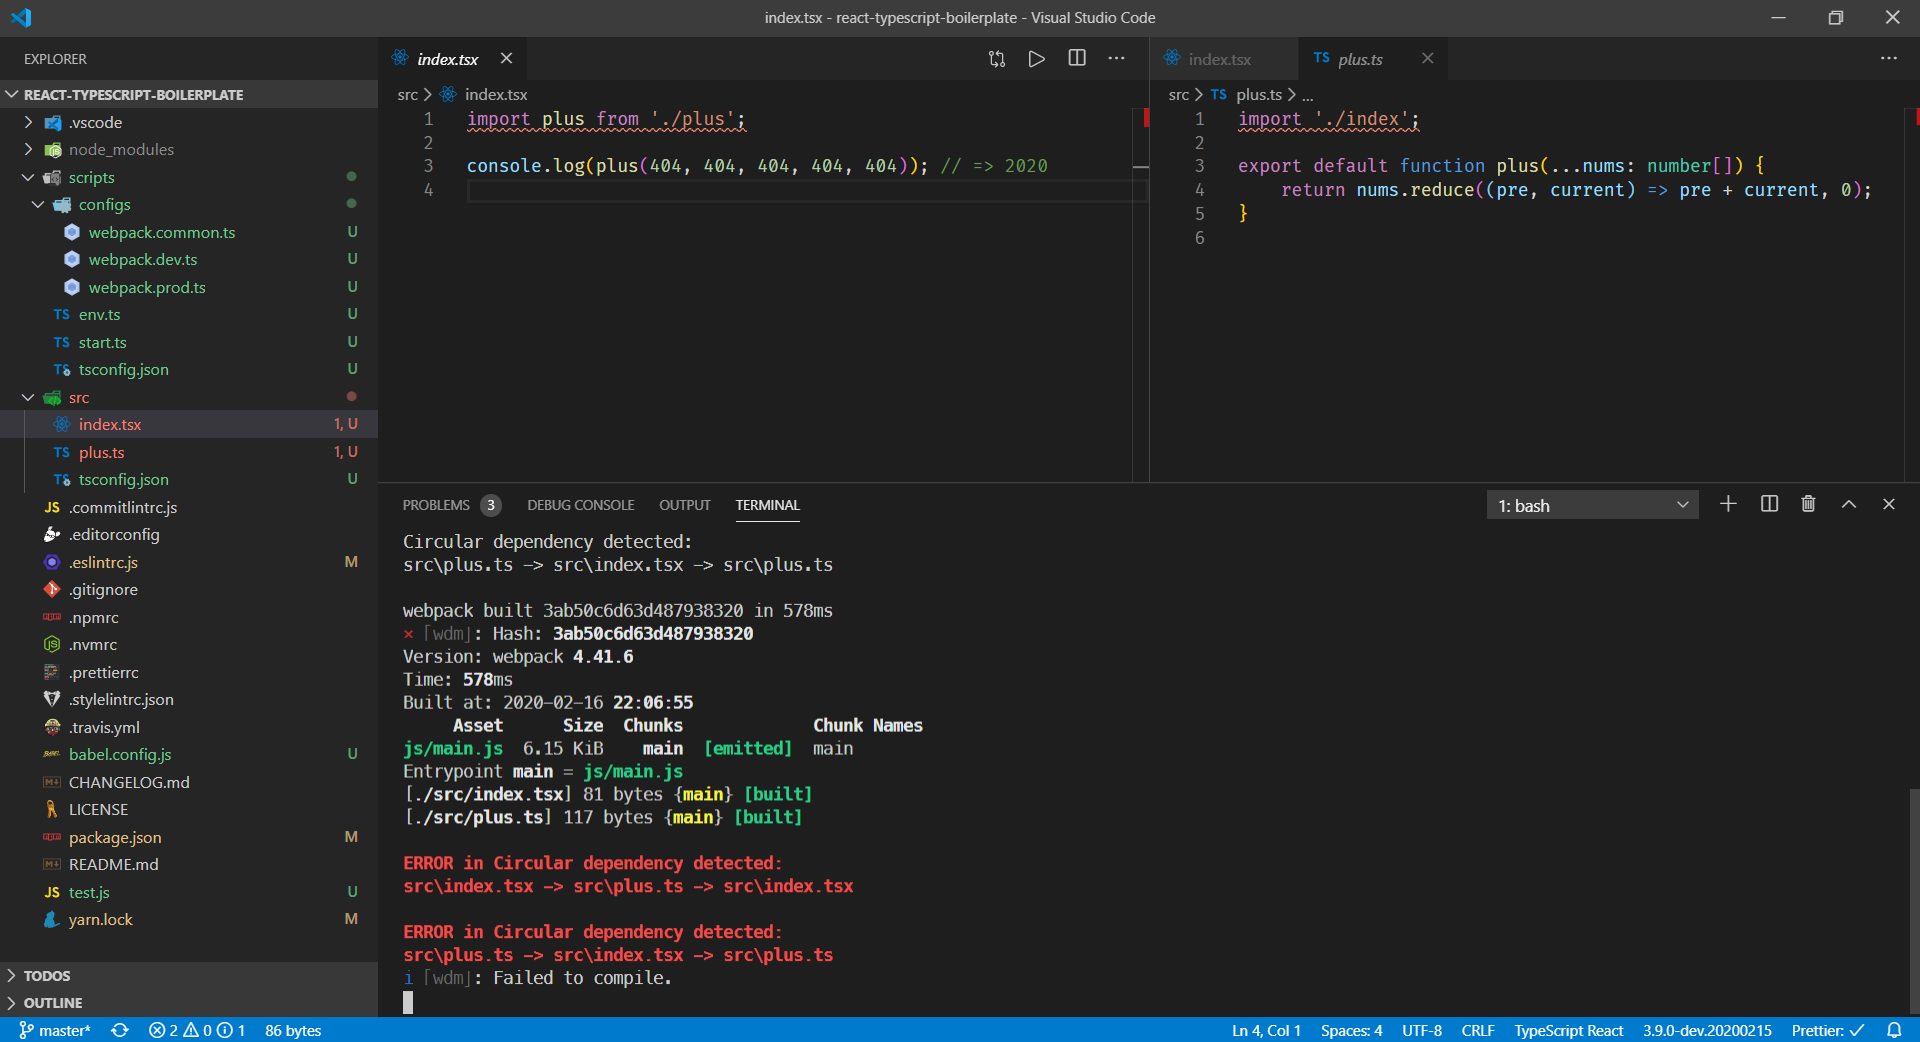 index.tsx - react-typescript-boilerplate - Visual Studio Code
EXPLORER
REACT-TYPESCRIPT-BOILERPLATE
.vscode
node_modules
scripts
configs
webpack.common.ts U
webpack.dev.ts U
webpack.prod.ts U
TS env.ts U
TS start.ts U
TS tsconfig.json U
src
index.tsx 1, U
TS plus.ts 1, U
TS tsconfig.json U
JS .commitlintrc.js
.editorconfig
.eslintrc.js M
.gitignore
.npmrc
.nvmrc
.prettierrc
.stylelintrc.json
.travis.yml
babel.config.js U
CHANGELOG.md
LICENSE
package.json M
README.md
JS test.js U
yarn.lock M
TODOS
OUTLINE
index.tsx
src > index.tsx
1 import plus from './plus';
2
3 console.log(plus(404, 404, 404, 404, 404)); // => 2020
4
index.tsx
TS plus.ts
src > TS plus.ts > ...
1 import './index';
2
3 export default function plus(...nums: number[]) {
4 return nums.reduce((pre, current) => pre + current, 0);
5 }
6
PROBLEMS 3 DEBUG CONSOLE OUTPUT TERMINAL
1: bash
Circular dependency detected:
src\plus.ts -> src\index.tsx -> src\plus.ts
webpack built 3ab50c6d63d487938320 in 578ms
× ｢wdm｣: Hash: 3ab50c6d63d487938320
Version: webpack 4.41.6
Time: 578ms
Built at: 2020-02-16 22:06:55
Asset Size Chunks Chunk Names
js/main.js 6.15 KiB main [emitted] main
Entrypoint main = js/main.js
[./src/index.tsx] 81 bytes {main} [built]
[./src/plus.ts] 117 bytes {main} [built]
ERROR in Circular dependency detected:
src\index.tsx -> src\plus.ts -> src\index.tsx
ERROR in Circular dependency detected:
src\plus.ts -> src\index.tsx -> src\plus.ts
i ｢wdm｣: Failed to compile.
master* 2 0 1 86 bytes
Ln 4, Col 1 Spaces: 4 UTF-8 CRLF TypeScript React 3.9.0-dev.20200215 Prettier: ✓